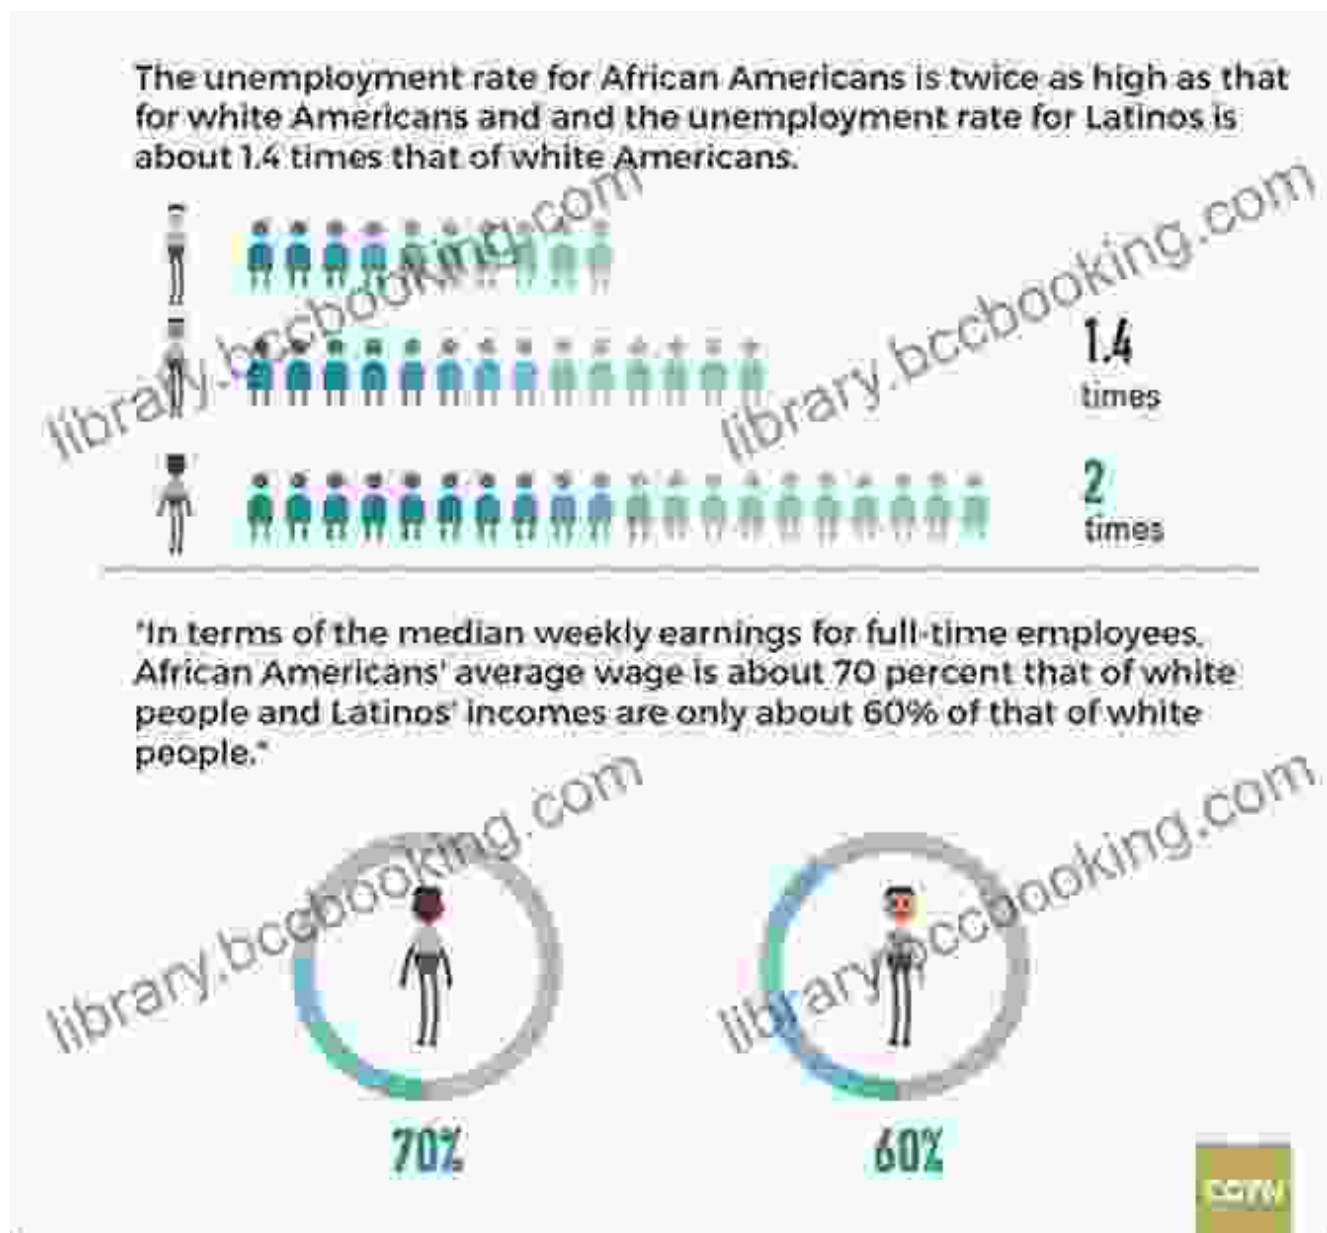 The unemployment rate for African Americans is twice as high as that
for white Americans and and the unemployment rate for Latinos is
about 1.4 times that of white Americans.
library.bccbooking.com
library.bccbooking.com
1.4
times
2
times
"In terms of the median weekly earnings for full-time employees,
African Americans' average wage is about 70 percent that of white
people and Latinos' incomes are only about 60% of that of white
people."
library.bccbooking.com
library.bccbooking.com
70%
60%